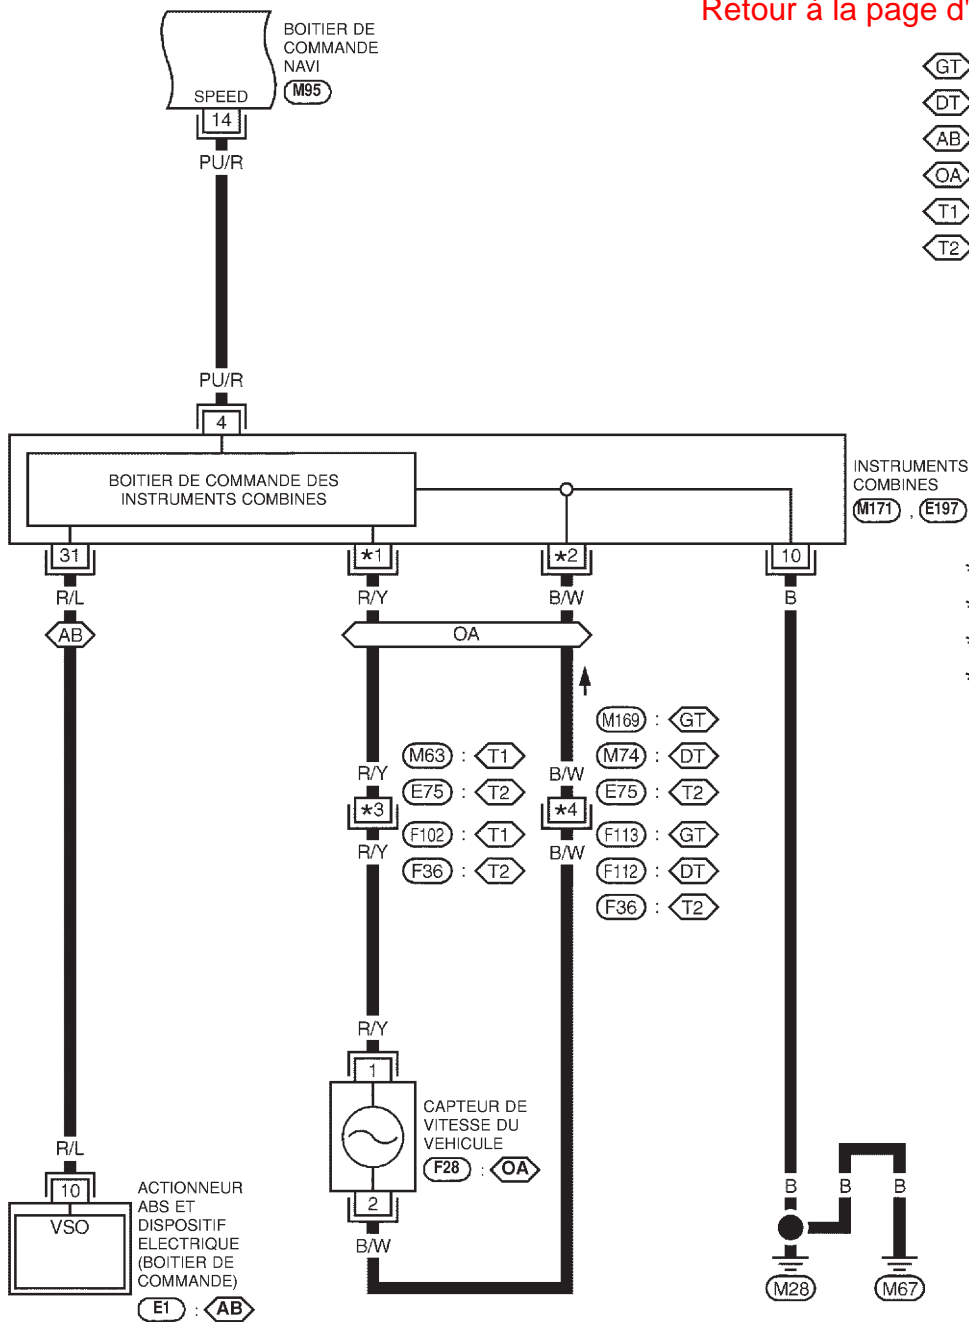 Retour à la page d'
BOITIER DE
COMMANDE
NAVI
M95
SPEED
14
PU/R
GT
DT
AB
OA
T1
T2
PU/R
4
BOITIER DE COMMANDE DES
INSTRUMENTS COMBINES
INSTRUMENTS
COMBINES
M171 , E197
31
*1
*2
10
R/L
R/Y
B/W
B
AB
OA
*
*
*
*
M63 : T1
E75 : T2
F102 : T1
F36 : T2
M169 : GT
M74 : DT
E75 : T2
F113 : GT
F112 : DT
F36 : T2
R/Y
*3
R/Y
B/W
*4
B/W
R/Y
1
CAPTEUR DE
VITESSE DU
VEHICULE
F28 : OA
2
B/W
R/L
10
VSO
ACTIONNEUR
ABS ET
DISPOSITIF
ELECTRIQUE
(BOITIER DE
COMMANDE)
E1 : AB
B
B
B
M28
M67